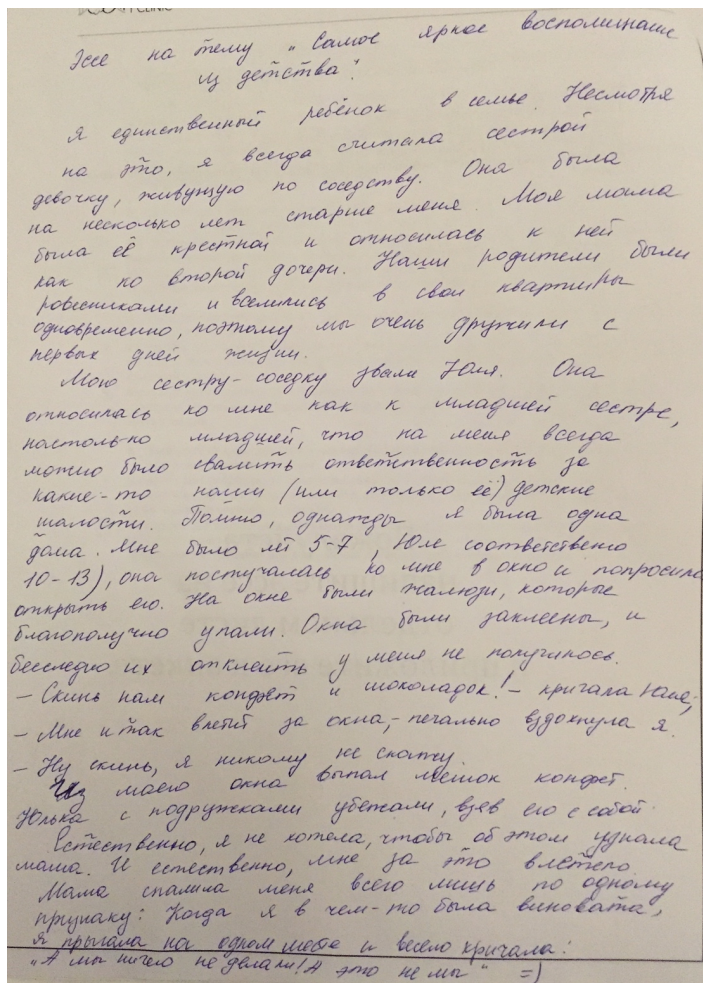 CLINIC
Эссе на тему „Самое яркое воспоминание
из детства".
Я единственный ребёнок в семье. Несмотря
на это, я всегда считала сестрой
девочку, живущую по соседству. Она была
на несколько лет старше меня. Моя мама
была её крестной и относилась к ней
как ко второй дочери. Наши родители были
ровесниками и вселились в свои квартиры
одновременно, поэтому мы очень дружили с
первых дней жизни.
Мою сестру-соседку звали Юля. Она
относилась ко мне как к младшей сестре,
настолько младшей, что на меня всегда
можно было свалить ответственность за
какие-то наши (или только её) детские
шалости. Помню, однажды я была одна
дома. Мне было лет 5-7, Юле соответственно
10-13), она постучалась ко мне в окно и попросила
открыть его. На окне были жалюзи, которые
благополучно упали. Окна были заклеены, и
бесследно их отклеить у меня не получилось.
- Скинь нам конфет и шоколадок! - кричала Юля;
- Мне и так влетит за окна, - печально вздохнула я.
- Ну скинь, я никому не скажу.
Из моего окна выпал мешок конфет.
Юлька с подружками убежали, взяв его с собой.
Естественно, я не хотела, чтобы об этом узнала
мама. И естественно, мне за это влетело.
Мама спалила меня всего лишь по одному
признаку: Когда я в чем-то была виновата,
я прыгала на одном месте и весело кричала:
„А мы ничего не делали! А это не мы" =)